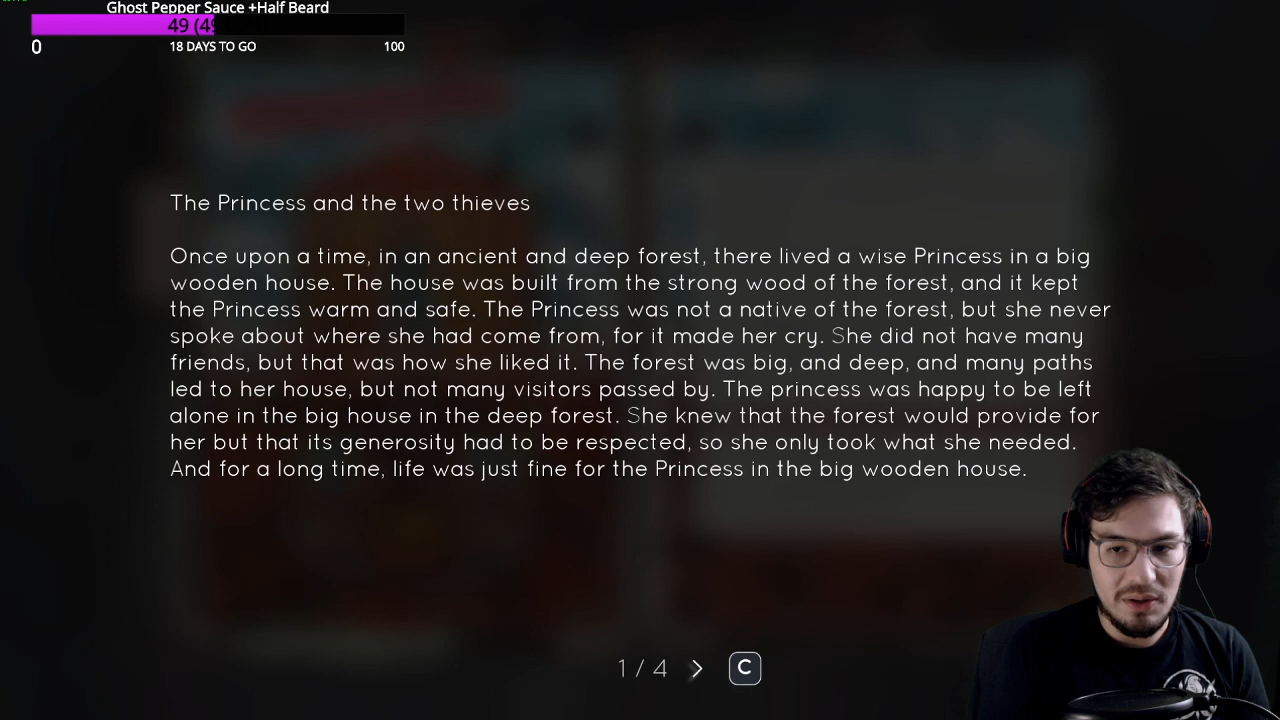 Ghost Pepper Sauce +Half Beard
49 (49
0
18 DAYS TO GO
100
The Princess and the two thieves
Once upon a time, in an ancient and deep forest, there lived a wise Princess in a big
wooden house. The house was built from the strong wood of the forest, and it kept
the Princess warm and safe. The Princess was not a native of the forest, but she never
spoke about where she had come from, for it made her cry. She did not have many
friends, but that was how she liked it. The forest was big, and deep, and many paths
led to her house, but not many visitors passed by. The princess was happy to be left
alone in the big house in the deep forest. She knew that the forest would provide for
her but that its generosity had to be respected, so she only took what she needed.
And for a long time, life was just fine for the Princess in the big wooden house.
1 / 4 >
C